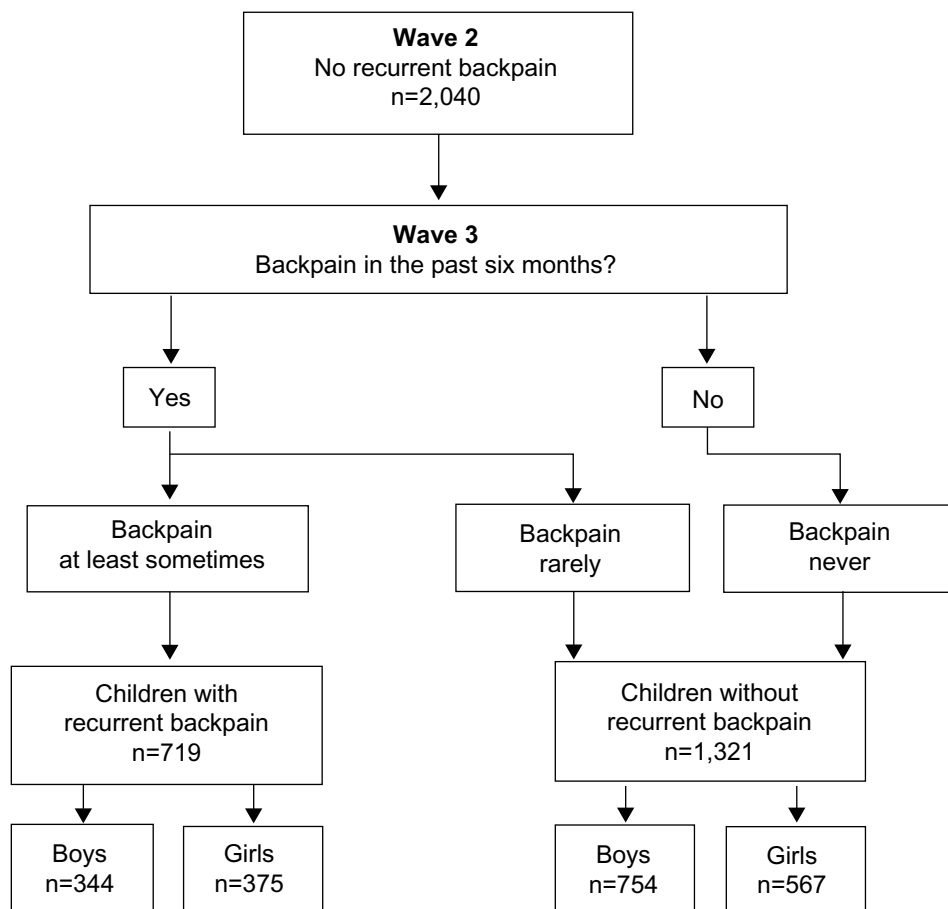 Wave 2
No recurrent backpain
n=2,040
Wave 3
Backpain in the past six months?
Yes
No
Backpain
at least sometimes
Backpain
rarely
Backpain
never
Children with
recurrent backpain
n=719
Children without
recurrent backpain
n=1,321
Boys
n=344
Girls
n=375
Boys
n=754
Girls
n=567